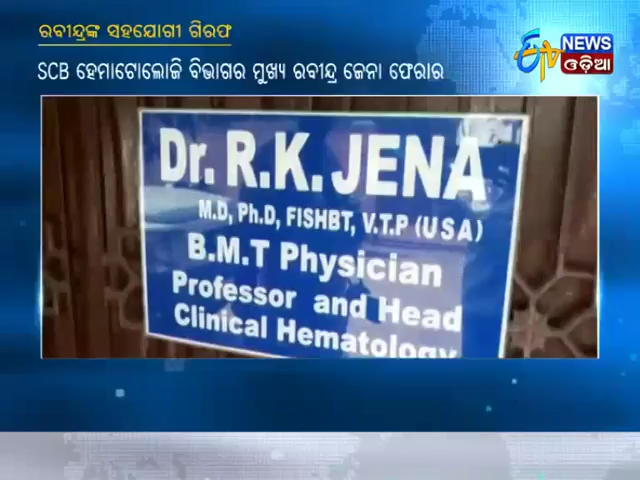 ରବୀନ୍ଦ୍ରଙ୍କ ସହଯୋଗୀ ଗିରଫ
SCB ହେମାଟୋଲୋଜି ବିଭାଗର ମୁଖ୍ୟ ରବୀନ୍ଦ୍ର ଜେନା ଫେରାର
ETV NEWS
ଓଡ଼ିଆ
Dr. R.K. JENA
M.D, Ph.D, FISHBT, V.T.P (USA)
B.M.T Physician
Professor and Head
Clinical Hematology